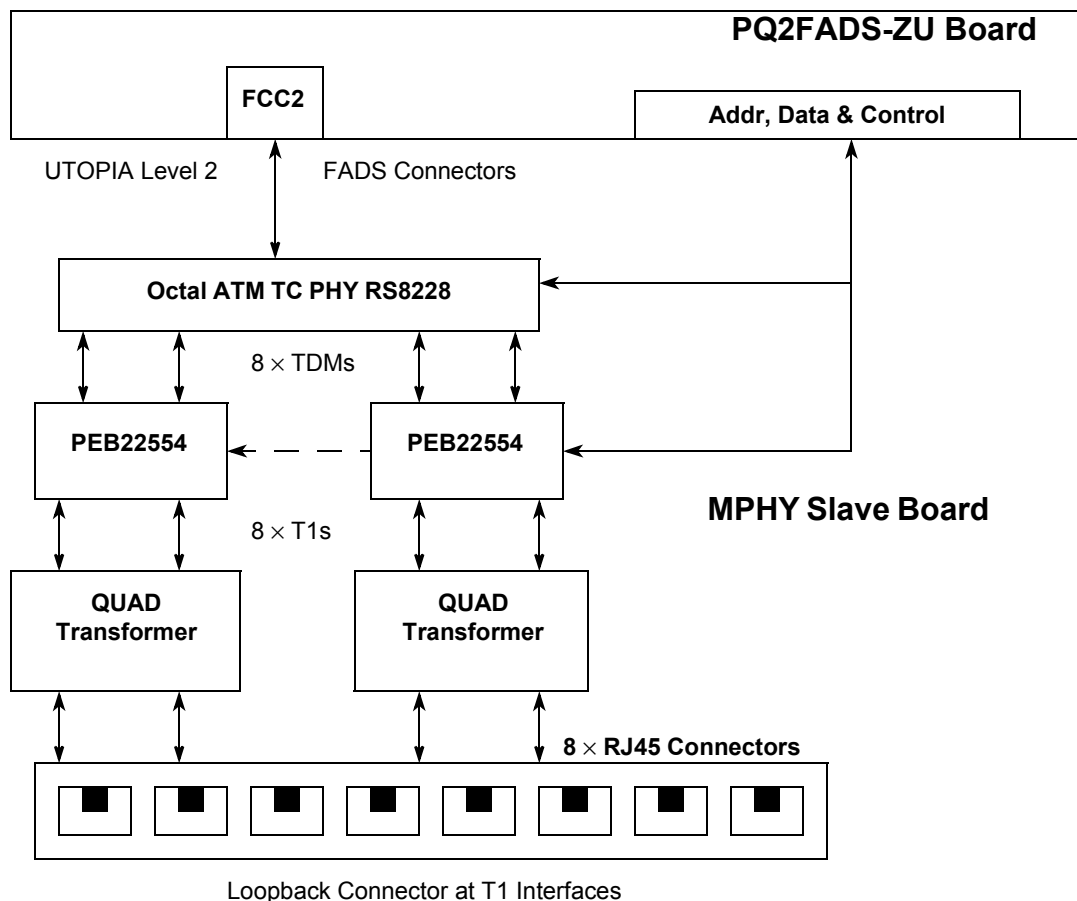 PQ2FADS-ZU Board
FCC2
Addr, Data & Control
UTOPIA Level 2
FADS Connectors
Octal ATM TC PHY RS8228
8 × TDMs
PEB22554
PEB22554
MPHY Slave Board
8 × T1s
QUAD
Transformer
QUAD
Transformer
8 × RJ45 Connectors
Loopback Connector at T1 Interfaces